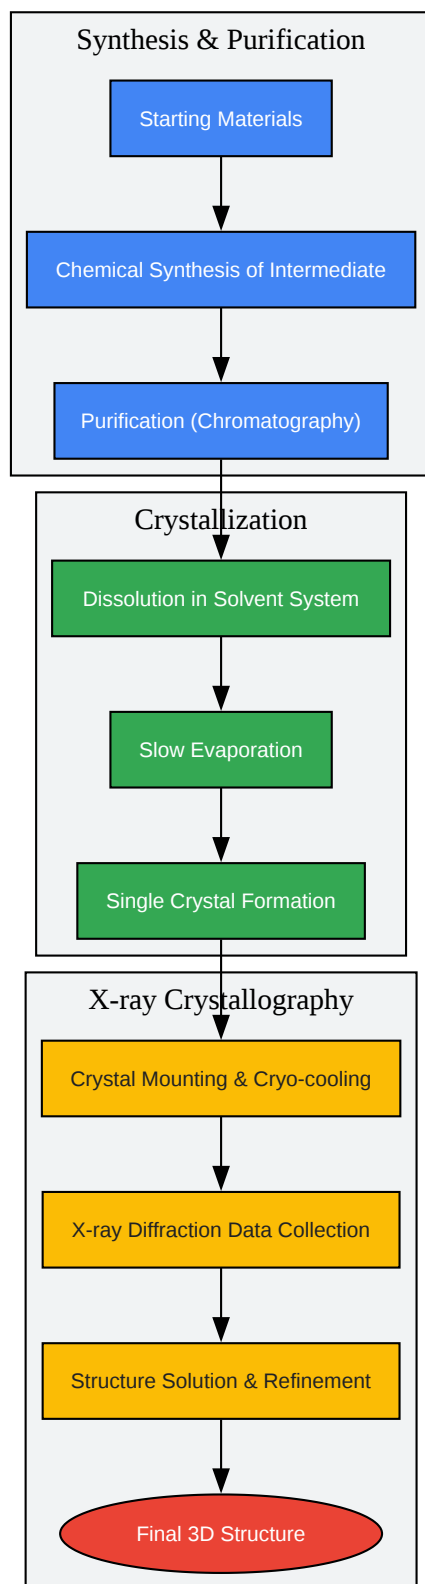 Synthesis & Purification
Starting Materials
Chemical Synthesis of Intermediate
Purification (Chromatography)
Crystallization
Dissolution in Solvent System
Slow Evaporation
Single Crystal Formation
X-ray Crystallography
Crystal Mounting & Cryo-cooling
X-ray Diffraction Data Collection
Structure Solution & Refinement
Final 3D Structure